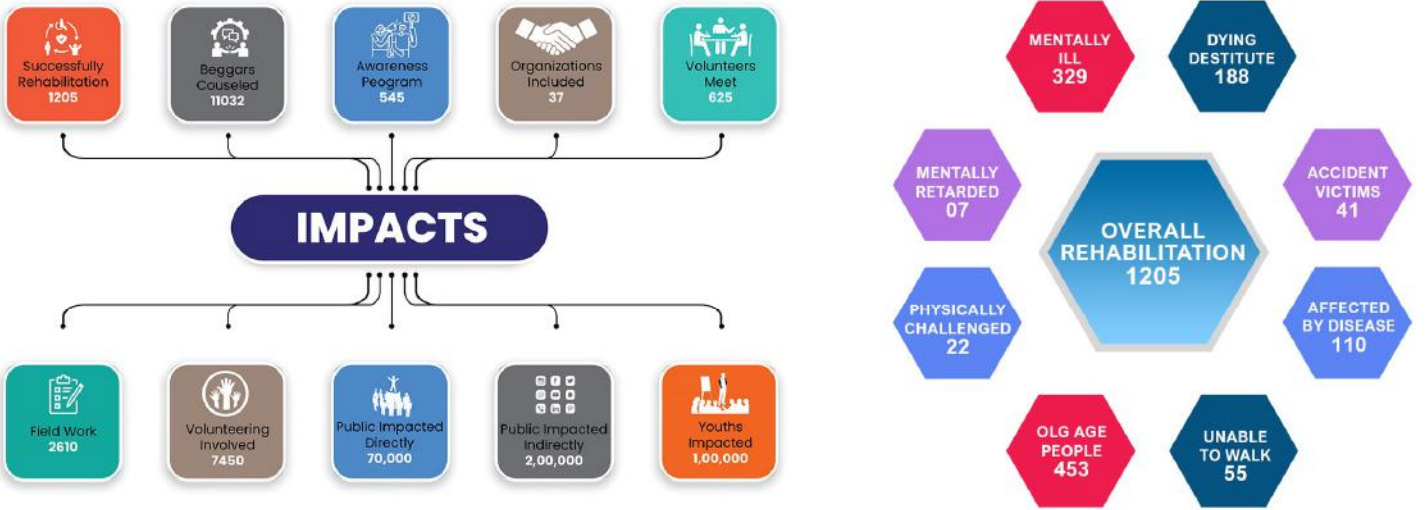 Successfully
Rehabilitation
1205
Beggars
Couseled
11032
Awareness
Peogram
545
Organizations
Included
37
Volunteers
Meet
625
IMPACTS
Field Work
2610
Volunteering
Involved
7450
Public Impacted
Directly
70,000
Public Impacted
Indirectly
2,00,000
Youths
Impacted
1,00,000
MENTALLY
ILL
329
DYING
DESTITUTE
188
MENTALLY
RETARDED
07
ACCIDENT
VICTIMS
41
OVERALL
REHABILITATION
1205
PHYSICALLY
CHALLENGED
22
AFFECTED
BY DISEASE
110
OLG AGE
PEOPLE
453
UNABLE
TO WALK
55